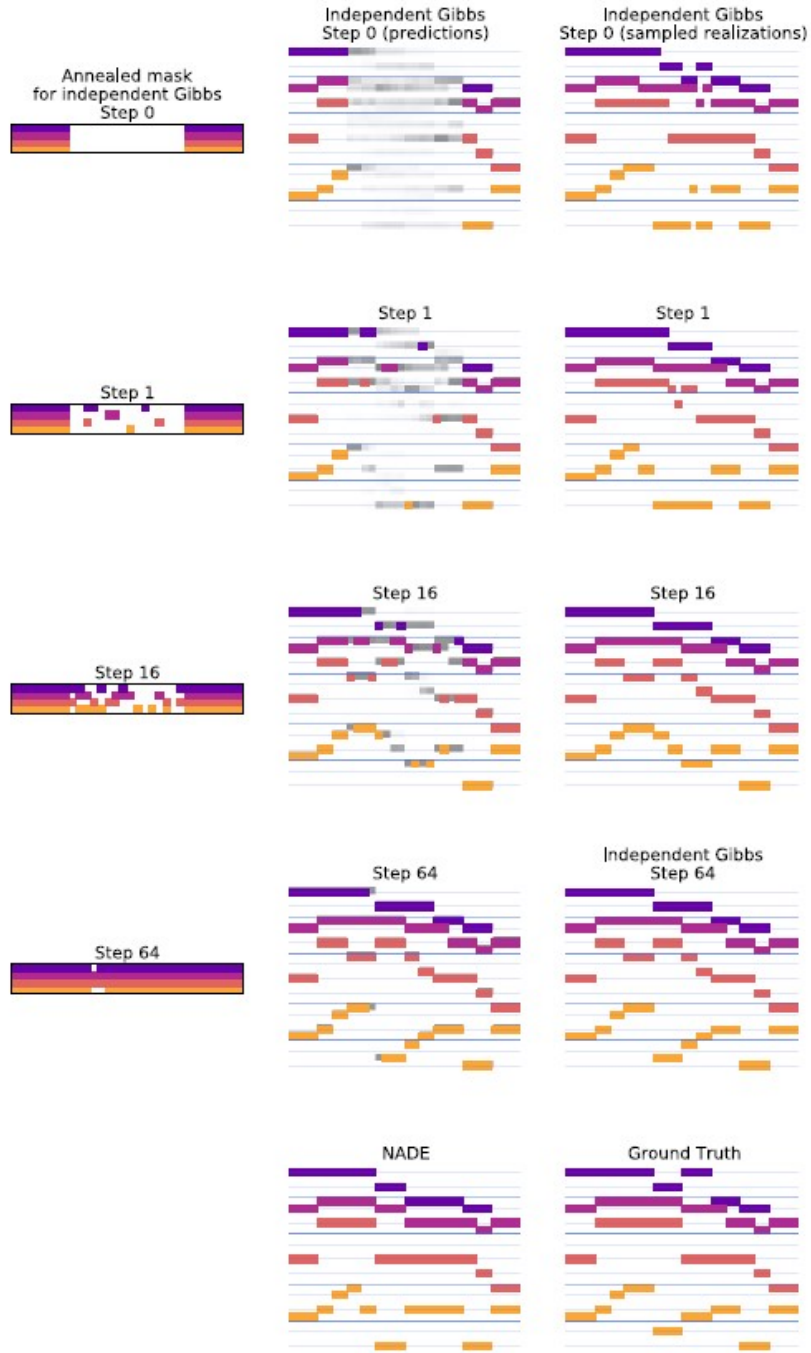 Annealed mask
for independent Gibbs
Step 0
Independent Gibbs
Step 0 (predictions)
Independent Gibbs
Step 0 (sampled realizations)
Step 1
Step 1
Step 1
Step 16
Step 16
Step 16
Step 64
Step 64
Independent Gibbs
Step 64
NADE
Ground Truth